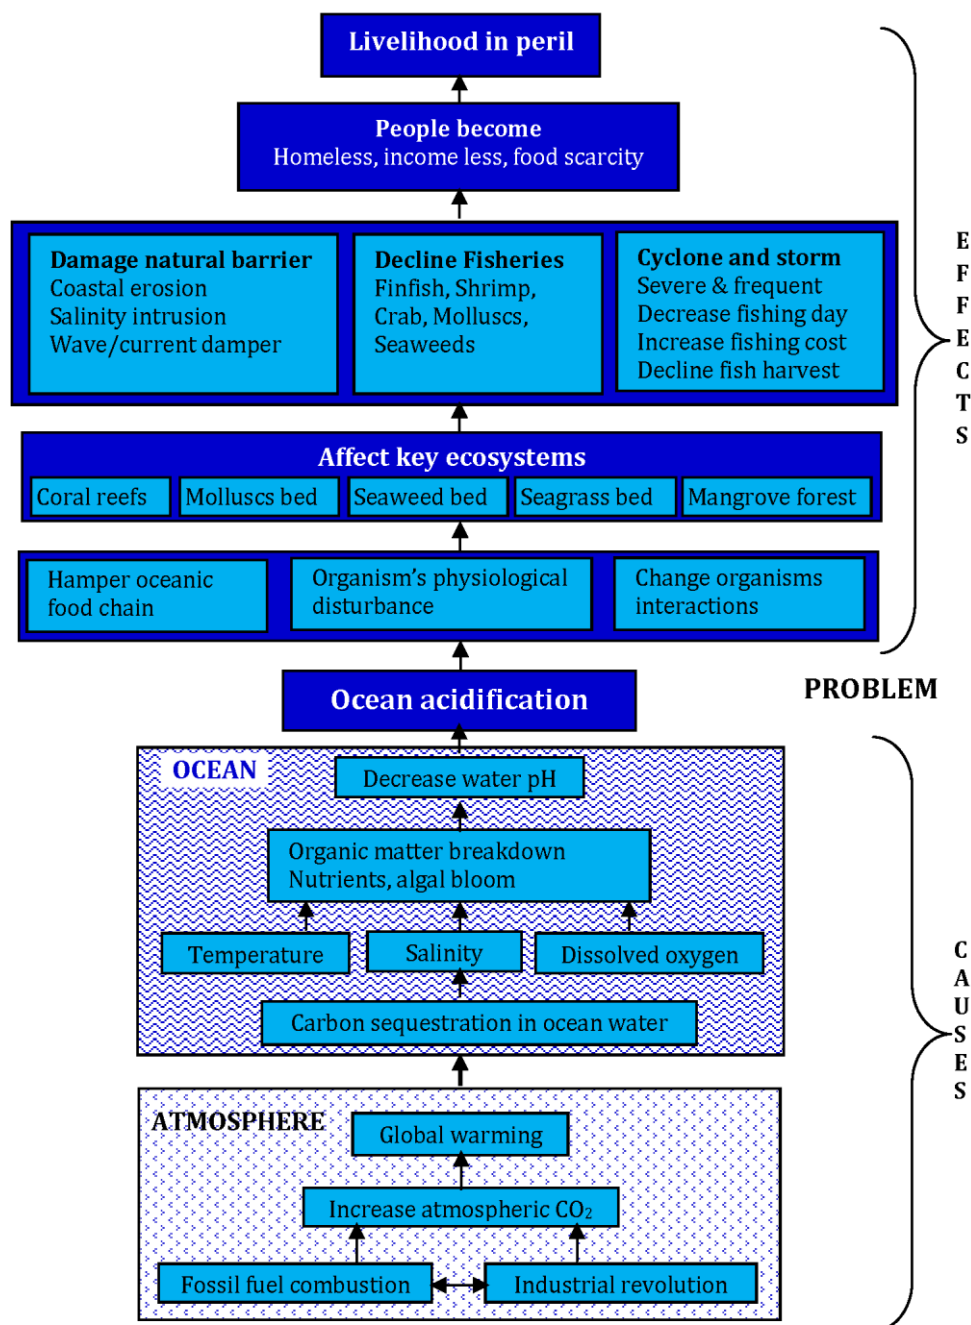 Livelihood in peril
People become
Homeless, income less, food scarcity
Damage natural barrier
Coastal erosion
Salinity intrusion
Wave/current damper
Decline Fisheries
Finfish, Shrimp,
Crab, Molluscs,
Seaweeds
Cyclone and storm
Severe & frequent
Decrease fishing day
Increase fishing cost
Decline fish harvest
Affect key ecosystems
Coral reefs
Molluscs bed
Seaweed bed
Seagrass bed
Mangrove forest
Hamper oceanic
food chain
Organism's physiological
disturbance
Change organisms
interactions
EFFECTS
Ocean acidification
PROBLEM
OCEAN
Decrease water pH
Organic matter breakdown
Nutrients, algal bloom
Temperature
Salinity
Dissolved oxygen
Carbon sequestration in ocean water
ATMOSPHERE
Global warming
Increase atmospheric CO₂
Fossil fuel combustion
Industrial revolution
CAUSES